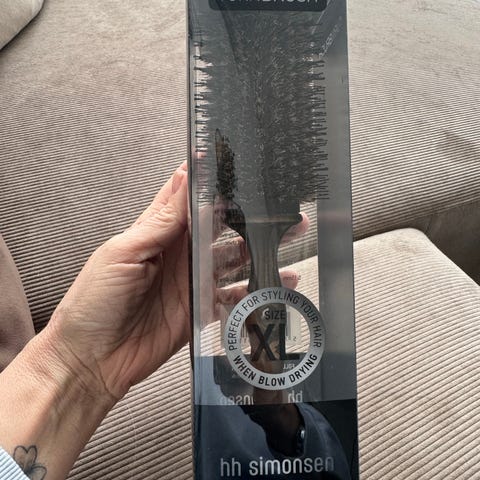 PERFECT FOR STYLING YOUR HAIR
SIZE
XL
WHEN BLOW DRYING
hh simonsen